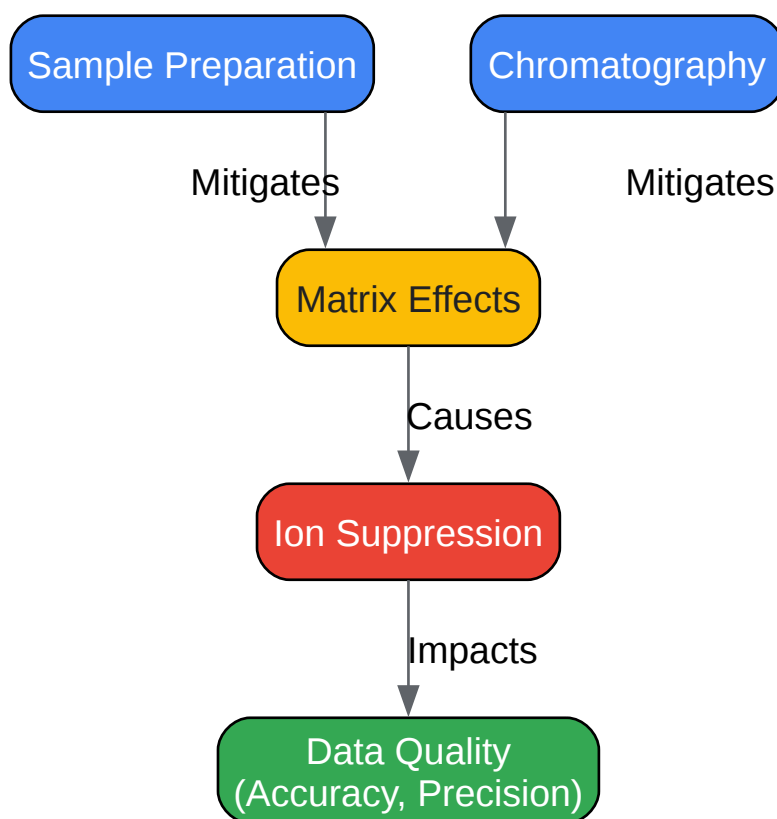 Sample Preparation
Chromatography
Mitigates
Mitigates
Matrix Effects
Causes
Ion Suppression
Impacts
Data Quality
(Accuracy, Precision)